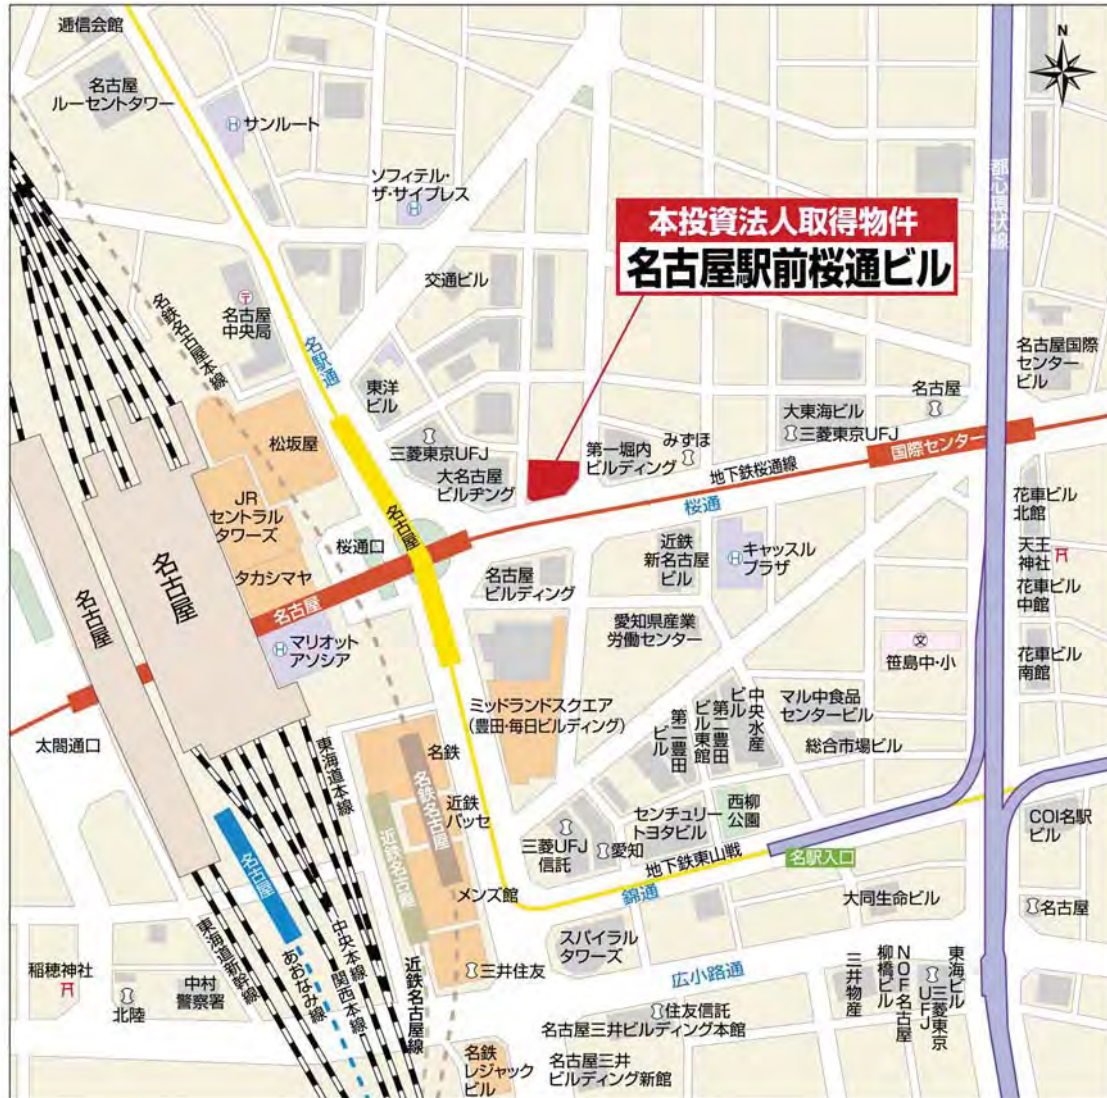 逓信会館
N
名古屋
ルーセントタワー
サンルート
ソフィテル・
ザ・サイプレス
都心環状線
本投資法人取得物件
名古屋駅前桜通ビル
交通ビル
名古屋
中央局
名鉄名古屋本線
名駅通
東洋
ビル
名古屋国際
センター
ビル
名古屋
大東海ビル
三菱東京UFJ
国際センター
松坂屋
三菱東京UFJ
大名古屋
ビルヂング
第一堀内
ビルディング
みずほ
地下鉄桜通線
桜通
JR
セントラル
タワーズ
名古屋
桜通口
花車ビル
北館
近鉄
新名古屋
ビル
キャッスル
プラザ
天王
神社
花車ビル
中館
タカシマヤ
名古屋
名古屋
名古屋
名古屋
ビルディング
愛知県産業
労働センター
マリオット
アソシア
文
笹島中・小
花車ビル
南館
太閤通口
東海道本線
ミッドランドスクエア
(豊田・毎日ビルディング)
第二豊田
ビル
第二豊田
ビル東館
中央水産
ビル
マル中食品
センタービル
総合市場ビル
名鉄
名鉄名古屋
近鉄
パッセ
近鉄名古屋
名古屋
三菱UFJ
信託
愛知
センチュリー
トヨタビル
西柳
公園
地下鉄東山戦
名駅入口
COI名駅
ビル
メンズ館
錦通
大同生命ビル
名古屋
スパイラル
タワーズ
広小路通
三井住友
稲穂神社
北陸
中村
警察署
東海道新幹線
あおなみ線
中央本線
関西本線
近鉄名古屋線
住友信託
名古屋三井ビルディング本館
三井物産
柳橋ビル
NOF名古屋
三菱東京
UFJ
東海ビル
名鉄
レジャック
ビル
名古屋三井
ビルディング新館